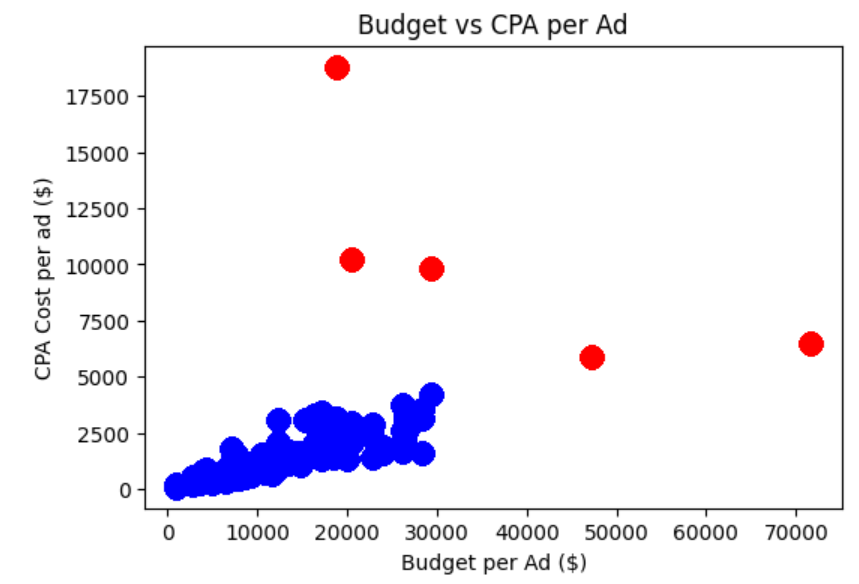 Budget vs CPA per Ad
CPA Cost per ad ($)
17500
15000
12500
10000
7500
5000
2500
0
0 10000 20000 30000 40000 50000 60000 70000
Budget per Ad ($)